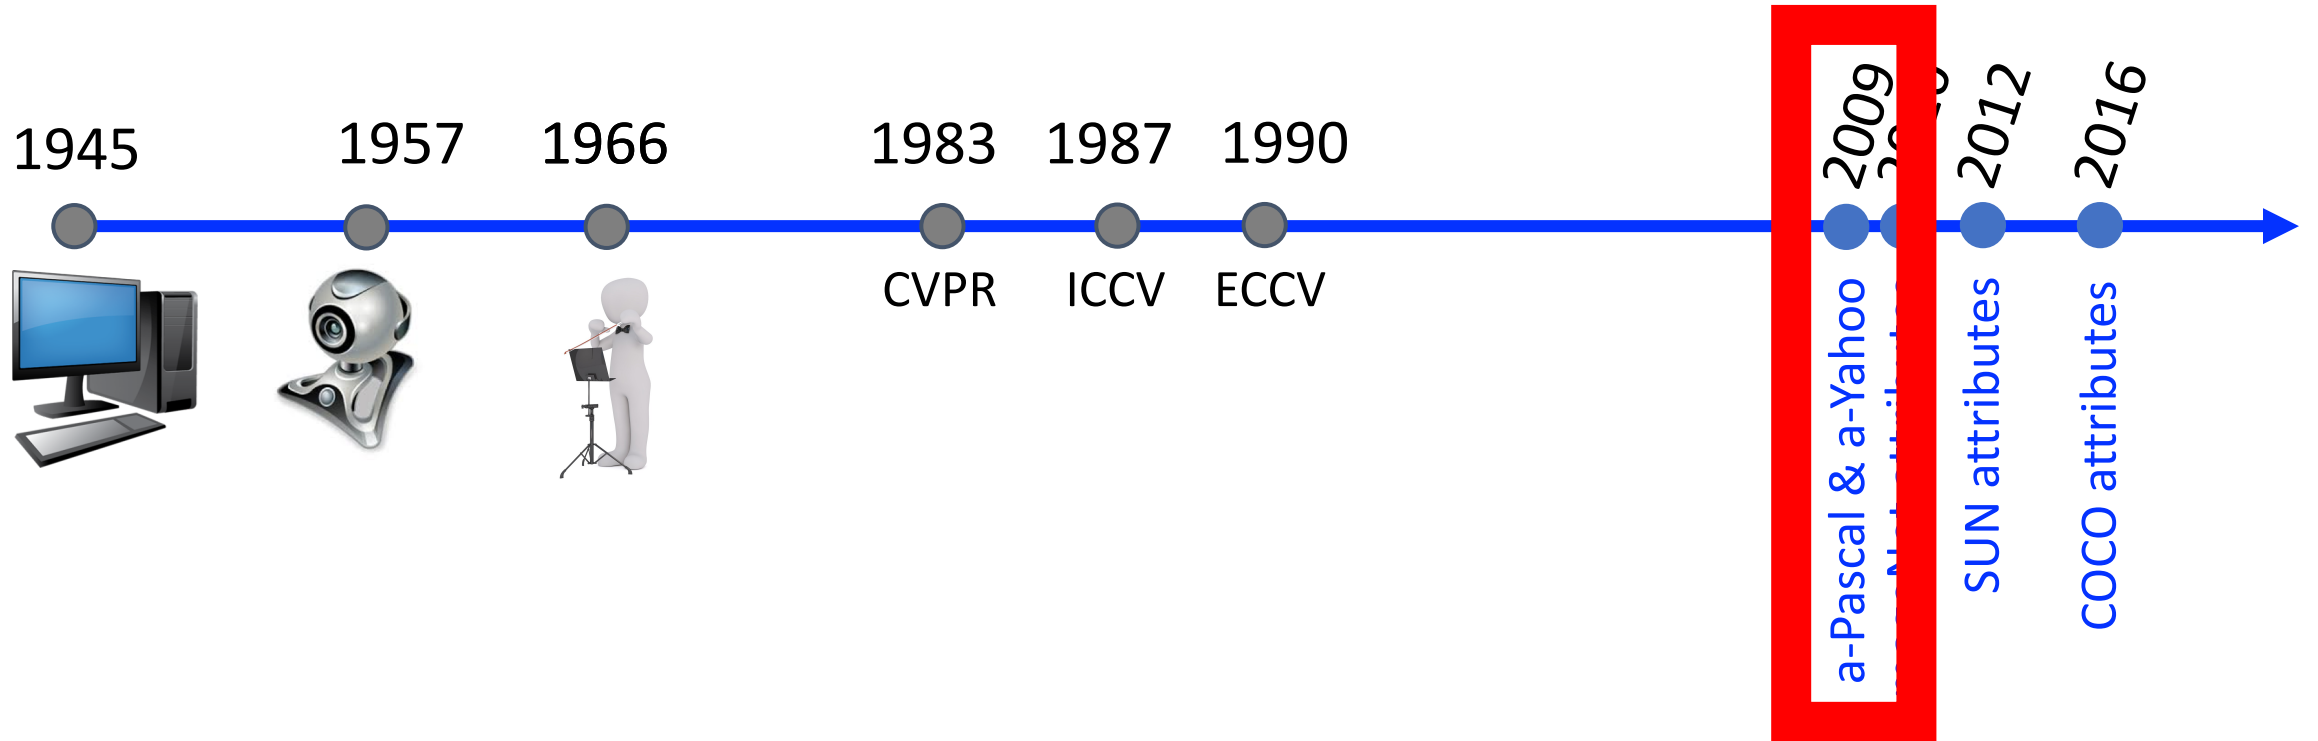 1945
1957
1966
1983
1987
1990
2009
2012
2016
CVPR
ICCV
ECCV
a-Pascal & a-Yahoo
SUN attributes
COCO attributes